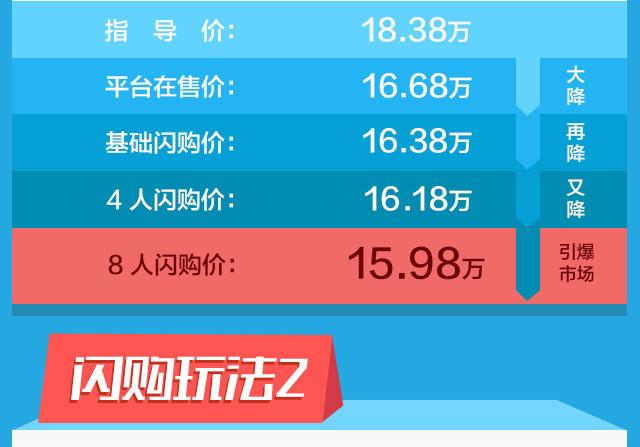 指导价： 18.38万
平台在售价： 16.68万 大降
基础闪购价： 16.38万 再降
4人闪购价： 16.18万 又降
8人闪购价： 15.98万 引爆市场
闪购玩法2